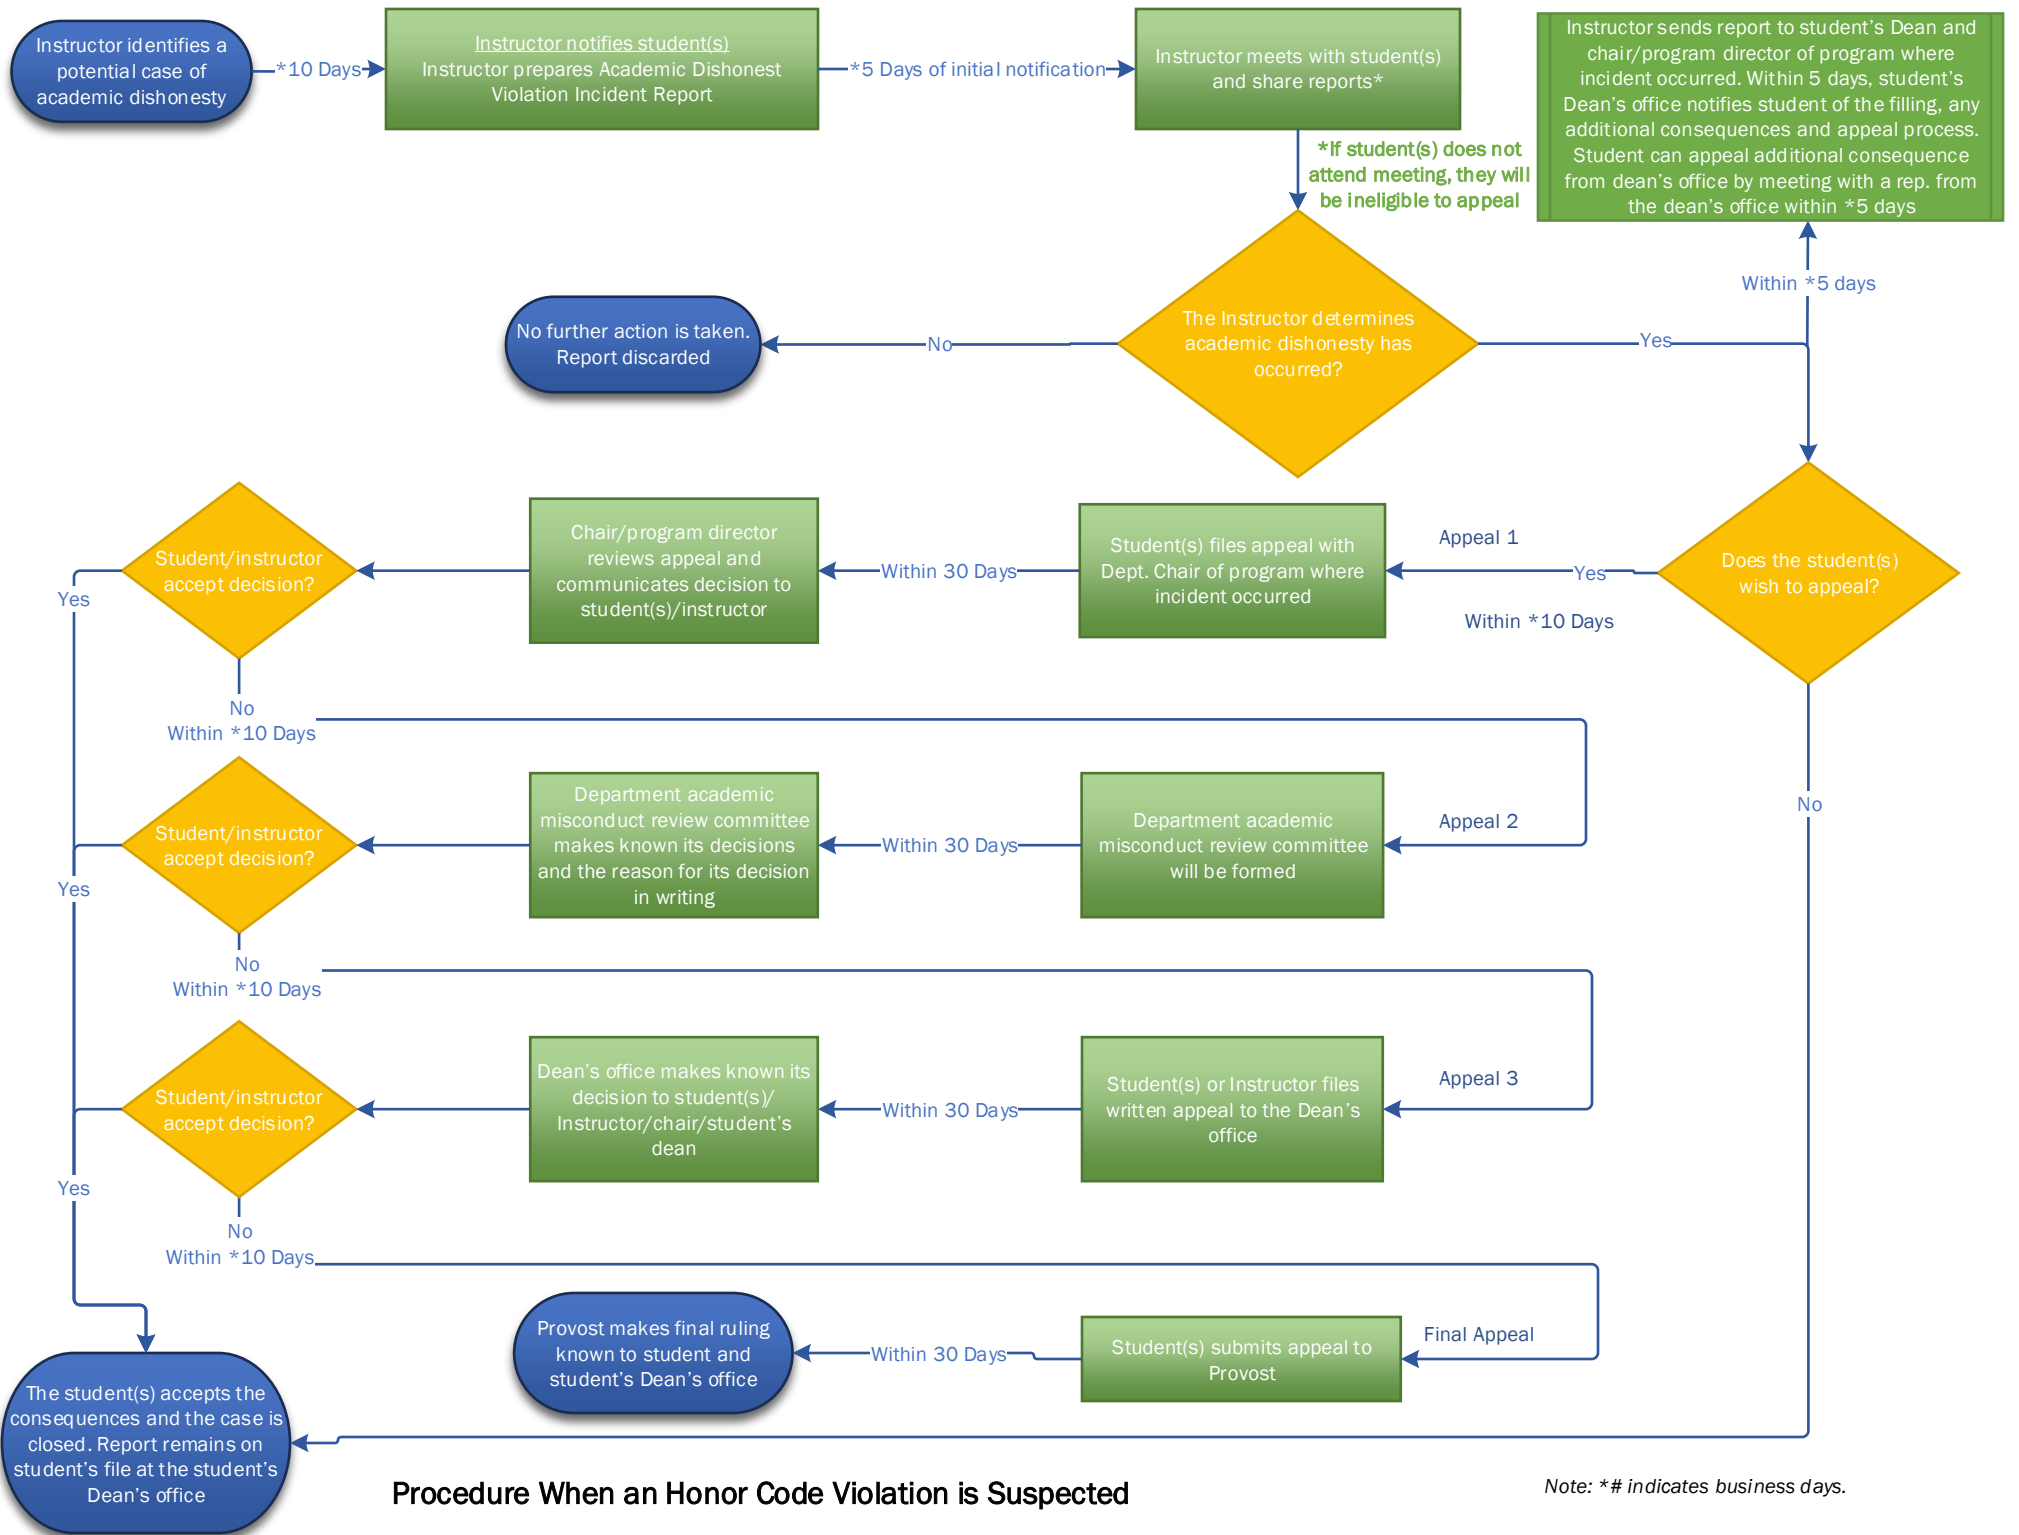 Instructor identifies a
potential case of
academic dishonesty
*10 Days
Instructor notifies student(s)
Instructor prepares Academic Dishonest
Violation Incident Report
*5 Days of initial notification
Instructor meets with student(s)
and share reports*
Instructor sends report to student's Dean and
chair/program director of program where
incident occurred. Within 5 days, student's
Dean's office notifies student of the filling, any
additional consequences and appeal process.
Student can appeal additional consequence
from dean's office by meeting with a rep. from
the dean's office within *5 days
*If student(s) does not
attend meeting, they will
be ineligible to appeal
Within *5 days
The Instructor determines
academic dishonesty has
occurred?
No
No further action is taken.
Report discarded
Yes
Does the student(s)
wish to appeal?
Appeal 1
Yes
Within *10 Days
Student(s) files appeal with
Dept. Chair of program where
incident occurred
Within 30 Days
Chair/program director
reviews appeal and
communicates decision to
student(s)/instructor
Student/instructor
accept decision?
Yes
No
Within *10 Days
No
Appeal 2
Department academic
misconduct review committee
will be formed
Within 30 Days
Department academic
misconduct review committee
makes known its decisions
and the reason for its decision
in writing
Student/instructor
accept decision?
Yes
No
Within *10 Days
Appeal 3
Student(s) or Instructor files
written appeal to the Dean's
office
Within 30 Days
Dean's office makes known its
decision to student(s)/
Instructor/chair/student's
dean
Student/instructor
accept decision?
Yes
No
Within *10 Days
Final Appeal
Student(s) submits appeal to
Provost
Within 30 Days
Provost makes final ruling
known to student and
student's Dean's office
The student(s) accepts the
consequences and the case is
closed. Report remains on
student's file at the student's
Dean's office
Procedure When an Honor Code Violation is Suspected
Note: *# indicates business days.